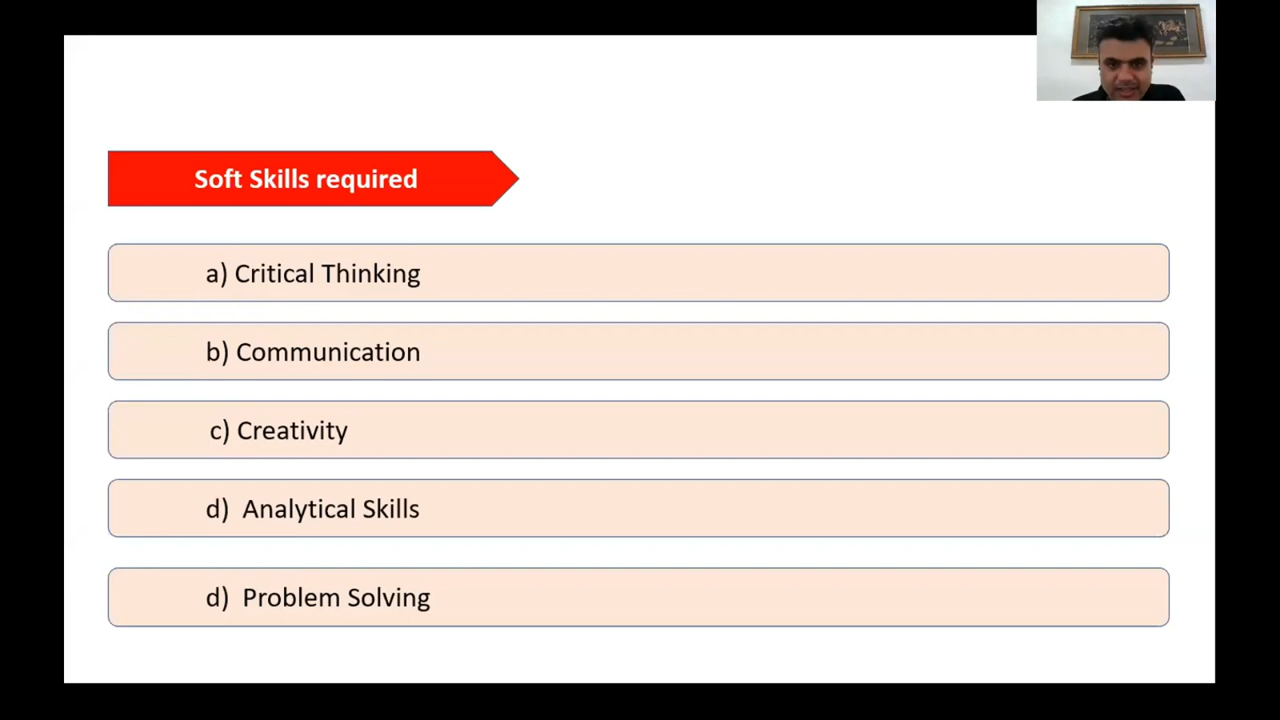 Soft Skills required
a) Critical Thinking
b) Communication
c) Creativity
d) Analytical Skills
d) Problem Solving